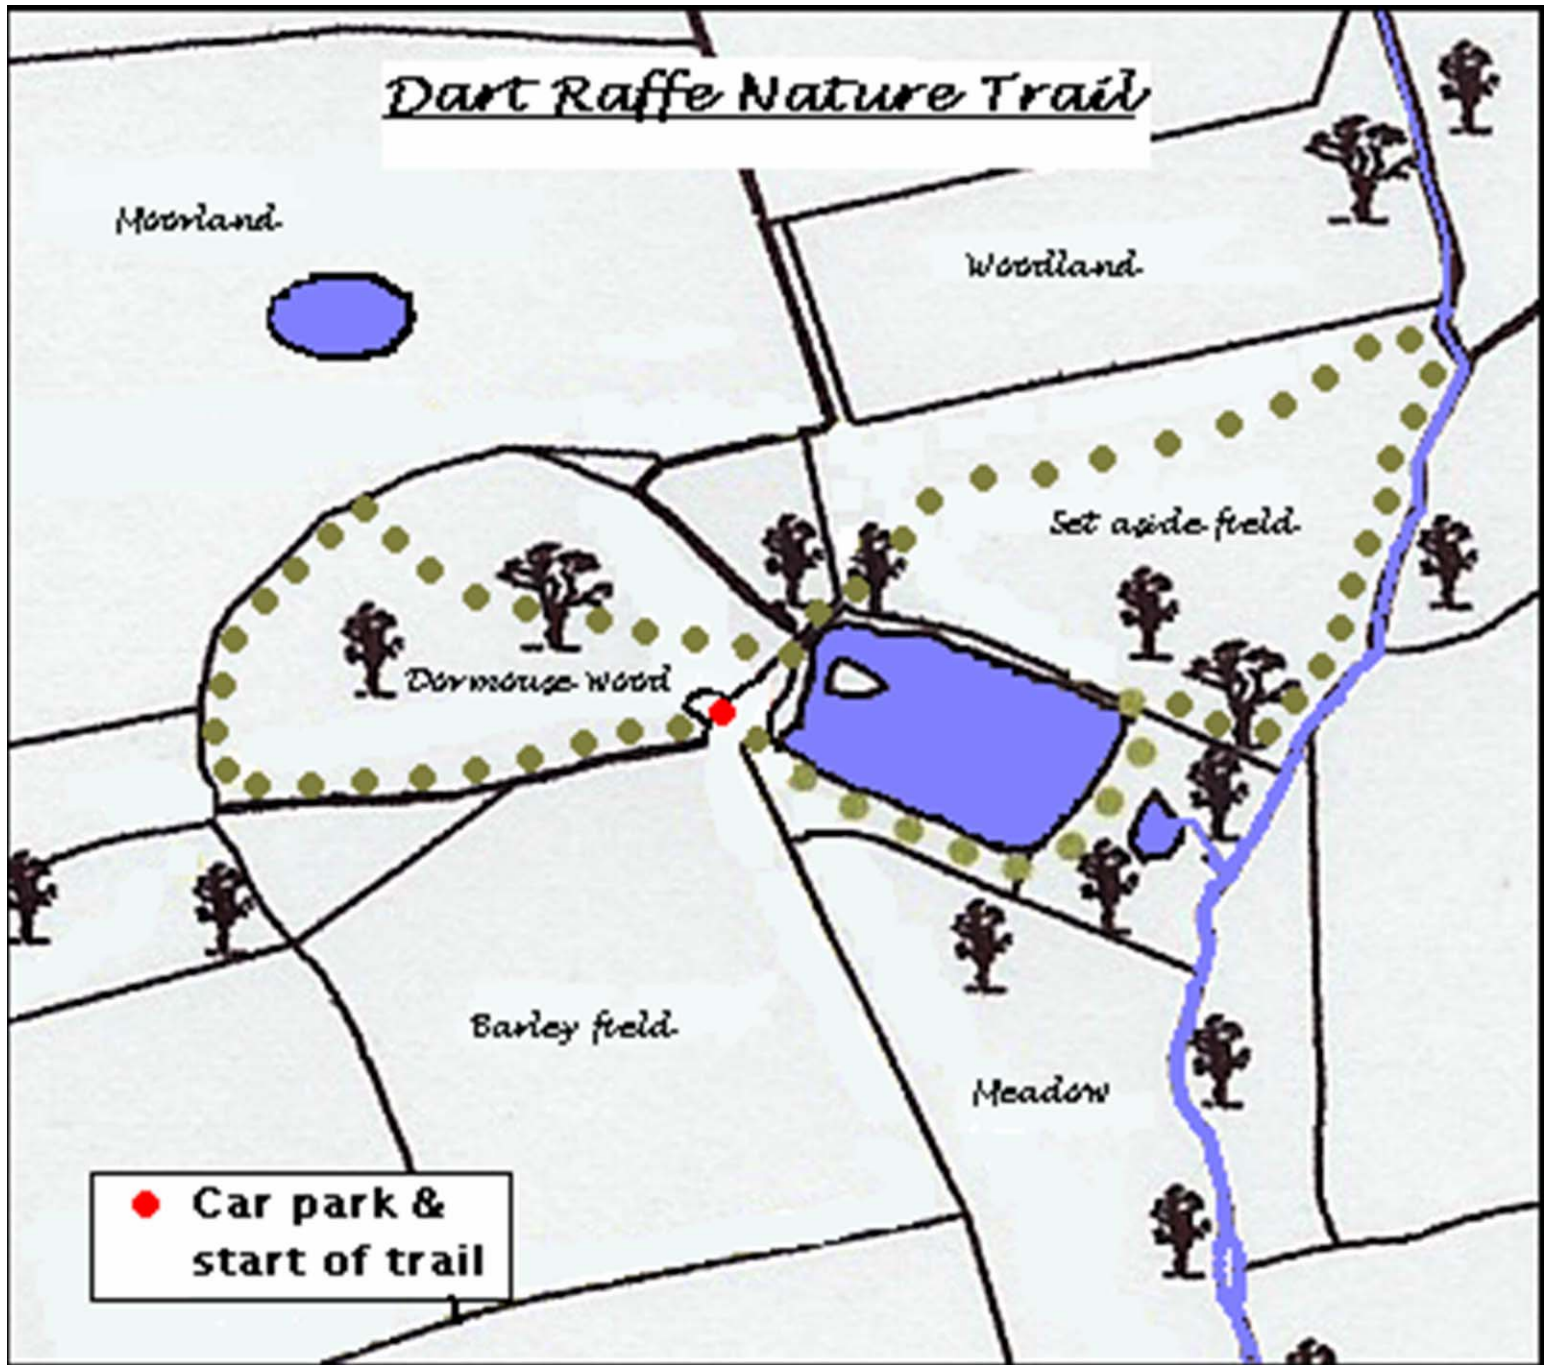 Dart Raffe Nature Trail
Moorland
Woodland
Set aside field
Dormouse wood
Barley field
Meadow
Car park &
start of trail